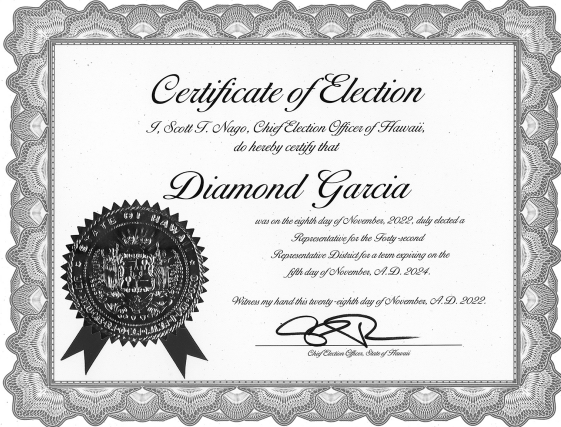 Certificate of Election
I, Scott T. Nago, Chief Election Officer of Hawaii,
do hereby certify that
Diamond Garcia
was on the eighth day of November, 2022, duly elected a
Representative for the Forty-second
Representative District for a term expiring on the
fifth day of November, A.D. 2024.
Witness my hand this twenty-eighth day of November, A.D. 2022.
Chief Election Officer, State of Hawaii